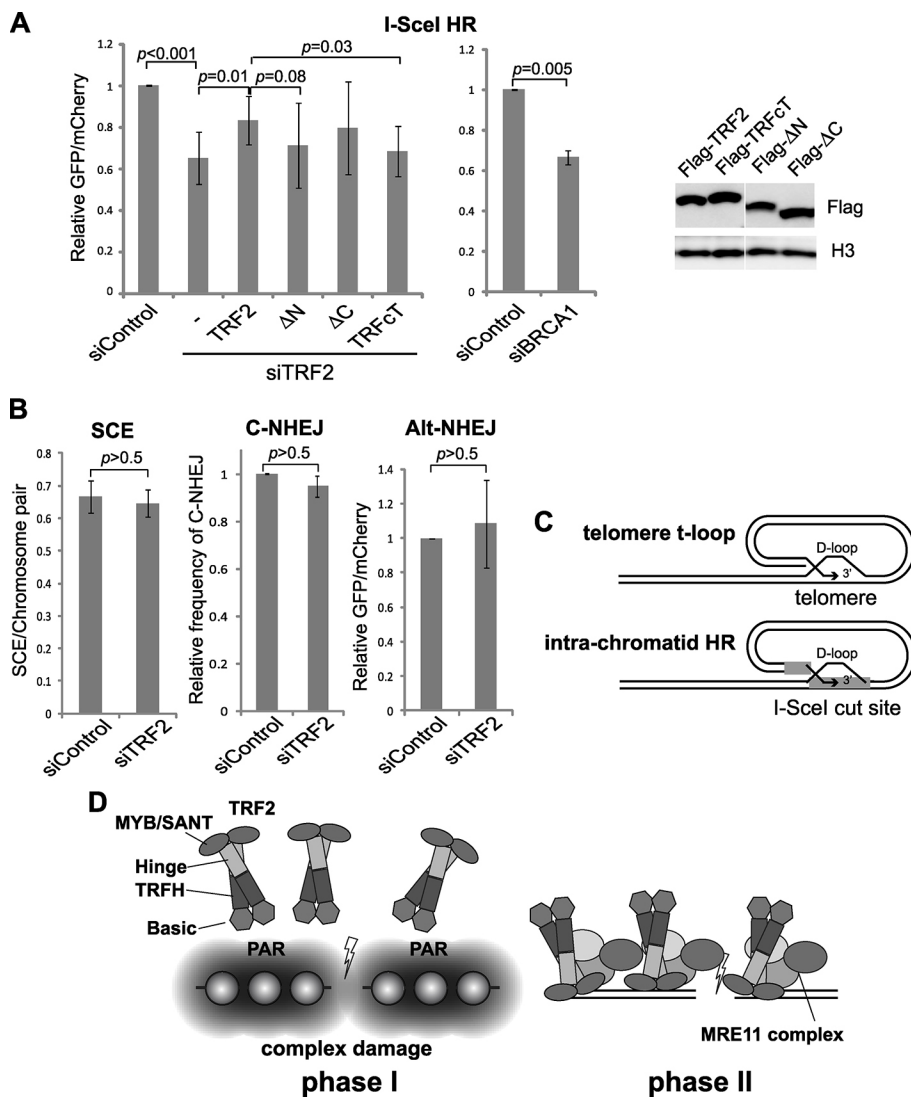 A
I-SceI HR
p<0.001
p=0.01
p=0.08
p=0.03
Relative GFP/mCherry
1.2
1
0.8
0.6
0.4
0.2
0
siControl
-
TRF2
ΔN
ΔC
TRFcT
siTRF2
p=0.005
1.2
1
0.8
0.6
0.4
0.2
0
siControl
siBRCA1
Flag-TRF2
Flag-TRFcT
Flag-ΔN
Flag-ΔC
Flag
H3
B
SCE
p>0.5
SCE/Chromosome pair
0.8
0.7
0.6
0.5
0.4
0.3
0.2
0.1
0
siControl
siTRF2
C-NHEJ
p>0.5
Relative frequency of C-NHEJ
1
0.8
0.6
0.4
0.2
0
siControl
siTRF2
Alt-NHEJ
p>0.5
Relative GFP/mCherry
1.4
1.2
1
0.8
0.6
0.4
0.2
0
siControl
siTRF2
C
telomere t-loop
D-loop
3'
telomere
intra-chromatid HR
D-loop
3'
I-SceI cut site
D
TRF2
MYB/SANT
Hinge
TRFH
Basic
PAR
PAR
complex damage
phase I
MRE11 complex
phase II